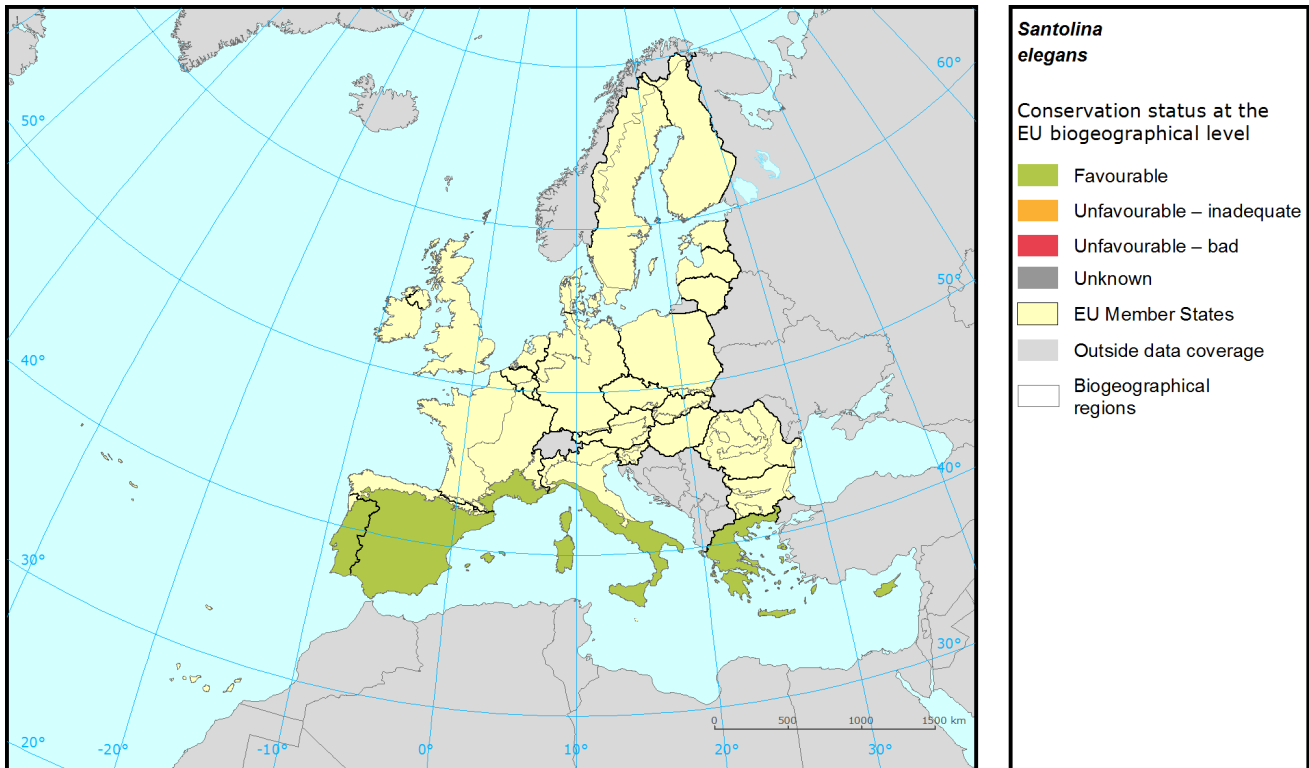 Santolina
elegans
Conservation status at the
EU biogeographical level
Favourable
Unfavourable – inadequate
Unfavourable – bad
Unknown
EU Member States
Outside data coverage
Biogeographical
regions
60°
50°
50°
40°
40°
30°
30°
0 500 1000 1500 km
20° -20° -10° 0° 10° 20° 30°